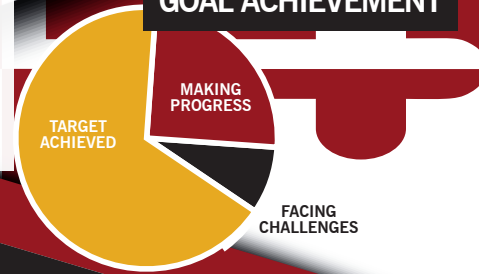 GOAL ACHIEVEMENT
MAKING
PROGRESS
TARGET
ACHIEVED
FACING
CHALLENGES